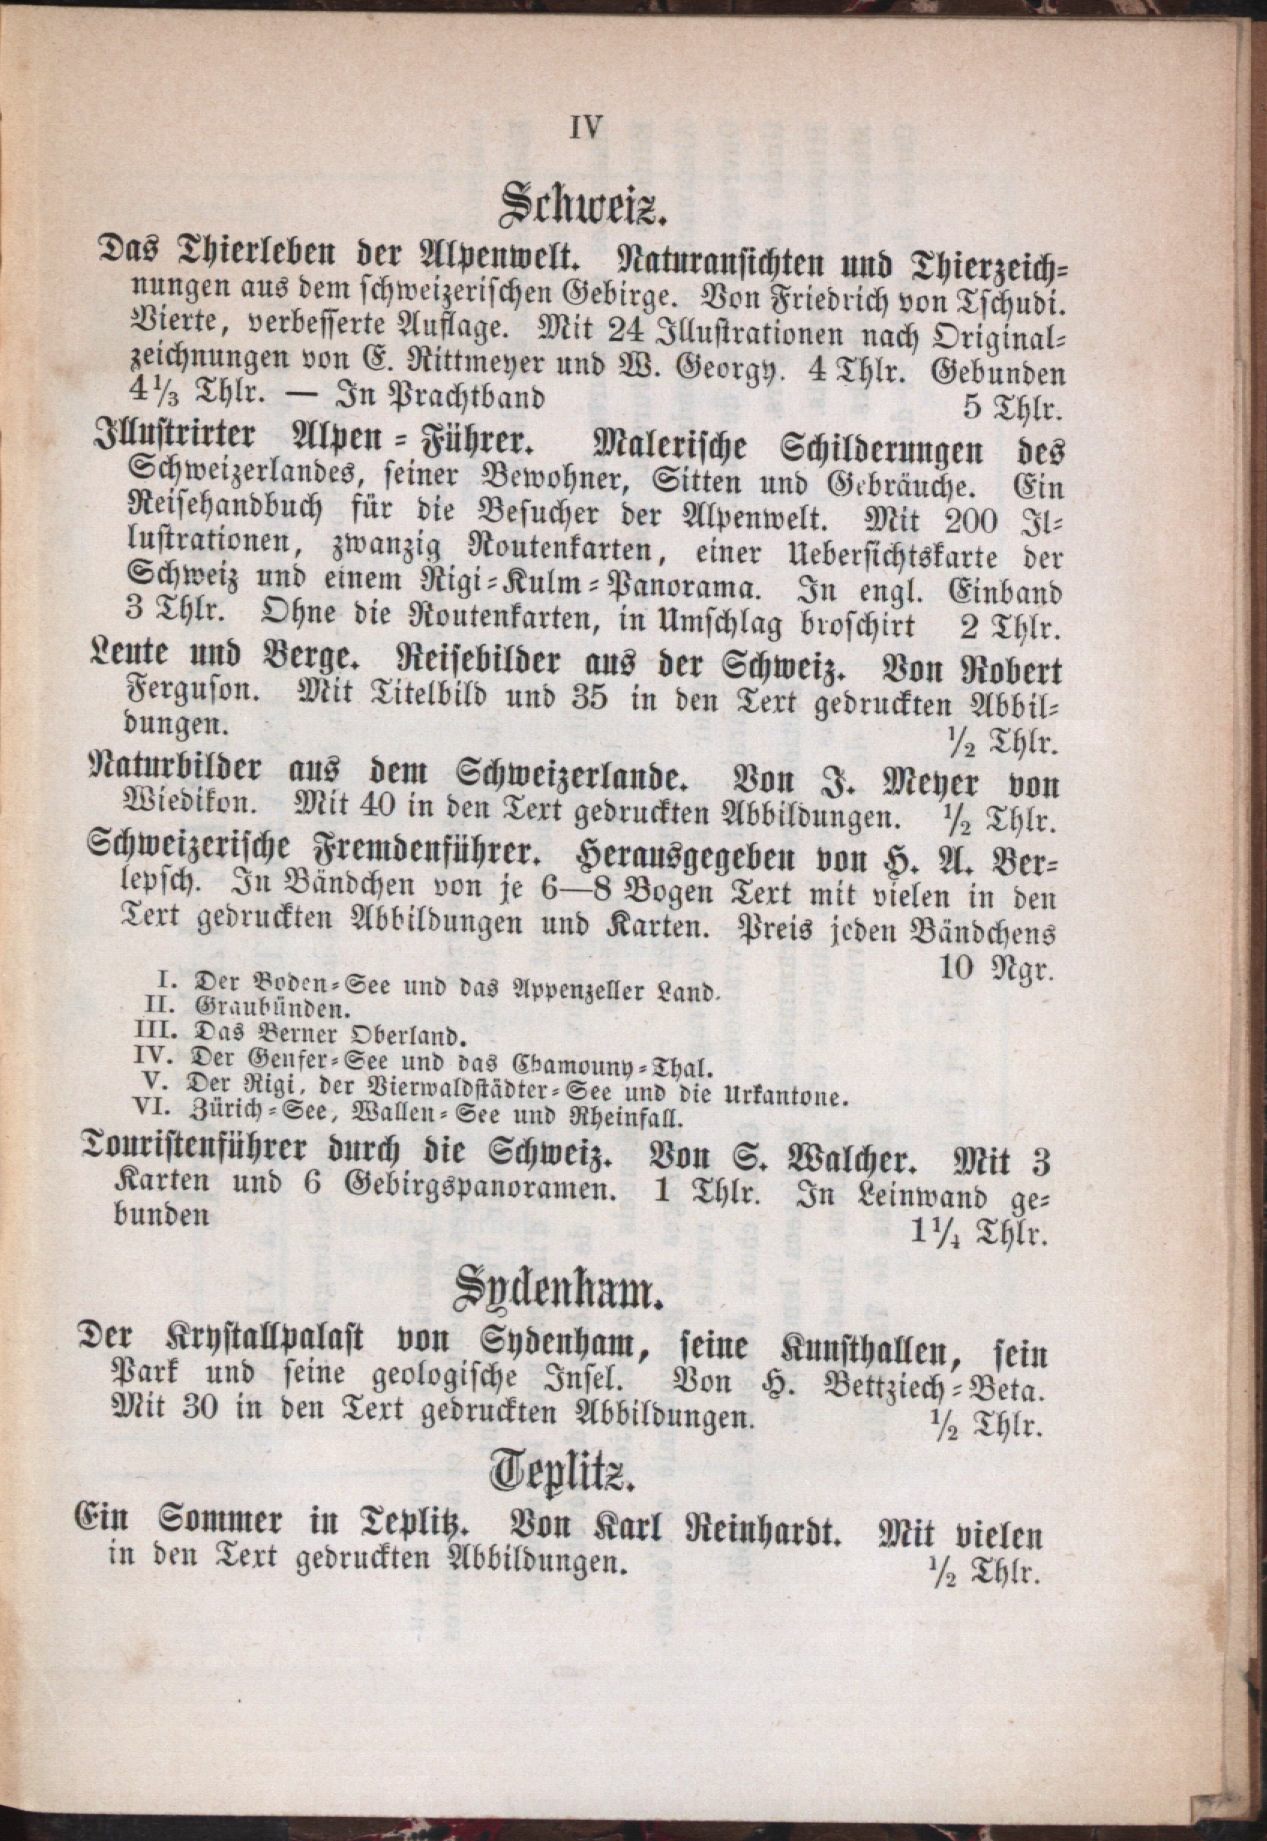 IV
Schweiz.
Das Thierleben der Alpenwelt. Naturansichten und Thierzeich-
nungen aus dem schweizerischen Gebirge. Von Friedrich von Tschudi.
Vierte, verbesserte Auflage. Mit 24 Illustrationen nach Original-
zeichnungen von E. Rittmeyer und W. Georgy. 4 Thlr. Gebunden
4⅓ Thlr. — In Prachtband 5 Thlr.
Illustrirter Alpen-Führer. Malerische Schilderungen des
Schweizerlandes, seiner Bewohner, Sitten und Gebräuche. Ein
Reisehandbuch für die Besucher der Alpenwelt. Mit 200 Il-
lustrationen, zwanzig Routenkarten, einer Uebersichtskarte der
Schweiz und einem Rigi-Kulm-Panorama. In engl. Einband
3 Thlr. Ohne die Routenkarten, in Umschlag broschirt 2 Thlr.
Leute und Berge. Reisebilder aus der Schweiz. Von Robert
Ferguson. Mit Titelbild und 35 in den Text gedruckten Abbil-
dungen. ½ Thlr.
Naturbilder aus dem Schweizerlande. Von J. Meyer von
Wiedikon. Mit 40 in den Text gedruckten Abbildungen. ½ Thlr.
Schweizerische Fremdenführer. Herausgegeben von H. A. Ber-
lepsch. In Bändchen von je 6—8 Bogen Text mit vielen in den
Text gedruckten Abbildungen und Karten. Preis jeden Bändchens
10 Ngr.
I. Der Boden-See und das Appenzeller Land.
II. Graubünden.
III. Das Berner Oberland.
IV. Der Genfer-See und das Chamouny-Thal.
V. Der Rigi, der Vierwaldstädter-See und die Urkantone.
VI. Zürich-See, Wallen-See und Rheinfall.
Touristenführer durch die Schweiz. Von S. Walcher. Mit 3
Karten und 6 Gebirgspanoramen. 1 Thlr. In Leinwand ge-
bunden 1¼ Thlr.
Sydenham.
Der Krystallpalast von Sydenham, seine Kunsthallen, sein
Park und seine geologische Insel. Von H. Bettziech-Beta.
Mit 30 in den Text gedruckten Abbildungen. ½ Thlr.
Teplitz.
Ein Sommer in Teplitz. Von Karl Reinhardt. Mit vielen
in den Text gedruckten Abbildungen. ½ Thlr.